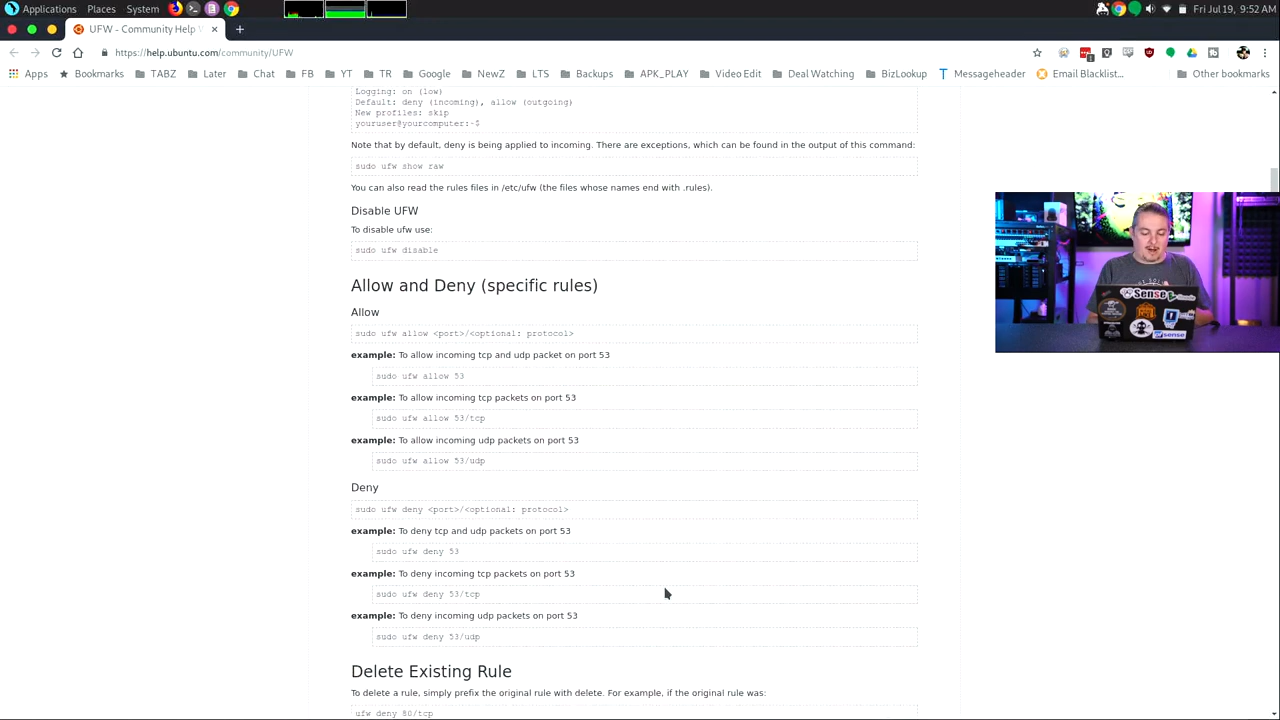 Applications Places System Fri Jul 19, 9:52 AM
UFW - Community Help
https://help.ubuntu.com/community/UFW
Apps Bookmarks TABZ Later Chat FB YT TR Google NewZ LTS Backups APK_PLAY Video Edit Deal Watching BizLookup Messageheader Email Blacklist... Other bookmarks
Logging: on (low)
Default: deny (incoming), allow (outgoing)
New profiles: skip
youruser@yourcomputer:~$
Note that by default, deny is being applied to incoming. There are exceptions, which can be found in the output of this command:
sudo ufw show raw
You can also read the rules files in /etc/ufw (the files whose names end with .rules).
Disable UFW
To disable ufw use:
sudo ufw disable
Allow and Deny (specific rules)
Allow
sudo ufw allow <port>/<optional: protocol>
example: To allow incoming tcp and udp packet on port 53
sudo ufw allow 53
example: To allow incoming tcp packets on port 53
sudo ufw allow 53/tcp
example: To allow incoming udp packets on port 53
sudo ufw allow 53/udp
Deny
sudo ufw deny <port>/<optional: protocol>
example: To deny tcp and udp packets on port 53
sudo ufw deny 53
example: To deny incoming tcp packets on port 53
sudo ufw deny 53/tcp
example: To deny incoming udp packets on port 53
sudo ufw deny 53/udp
Delete Existing Rule
To delete a rule, simply prefix the original rule with delete. For example, if the original rule was:
ufw deny 80/tcp